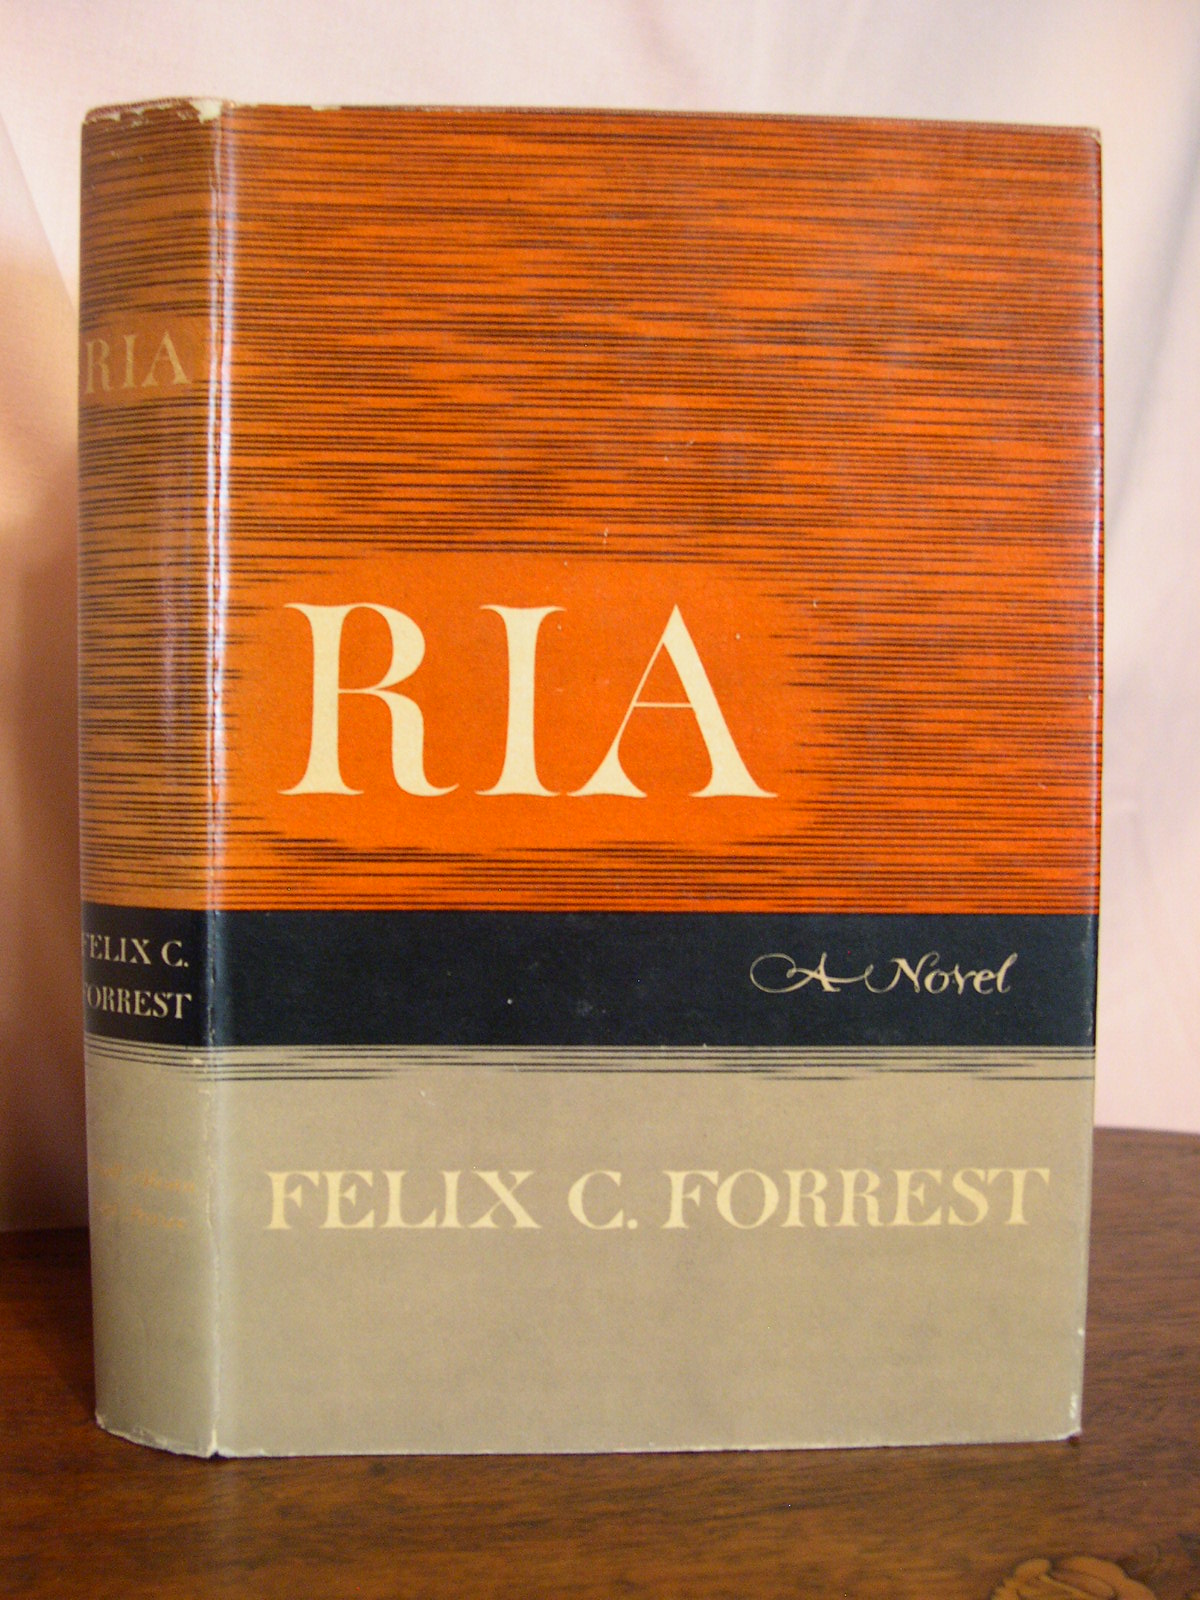 RIA
FELIX C.
FORREST
RIA
A Novel
FELIX C. FORREST